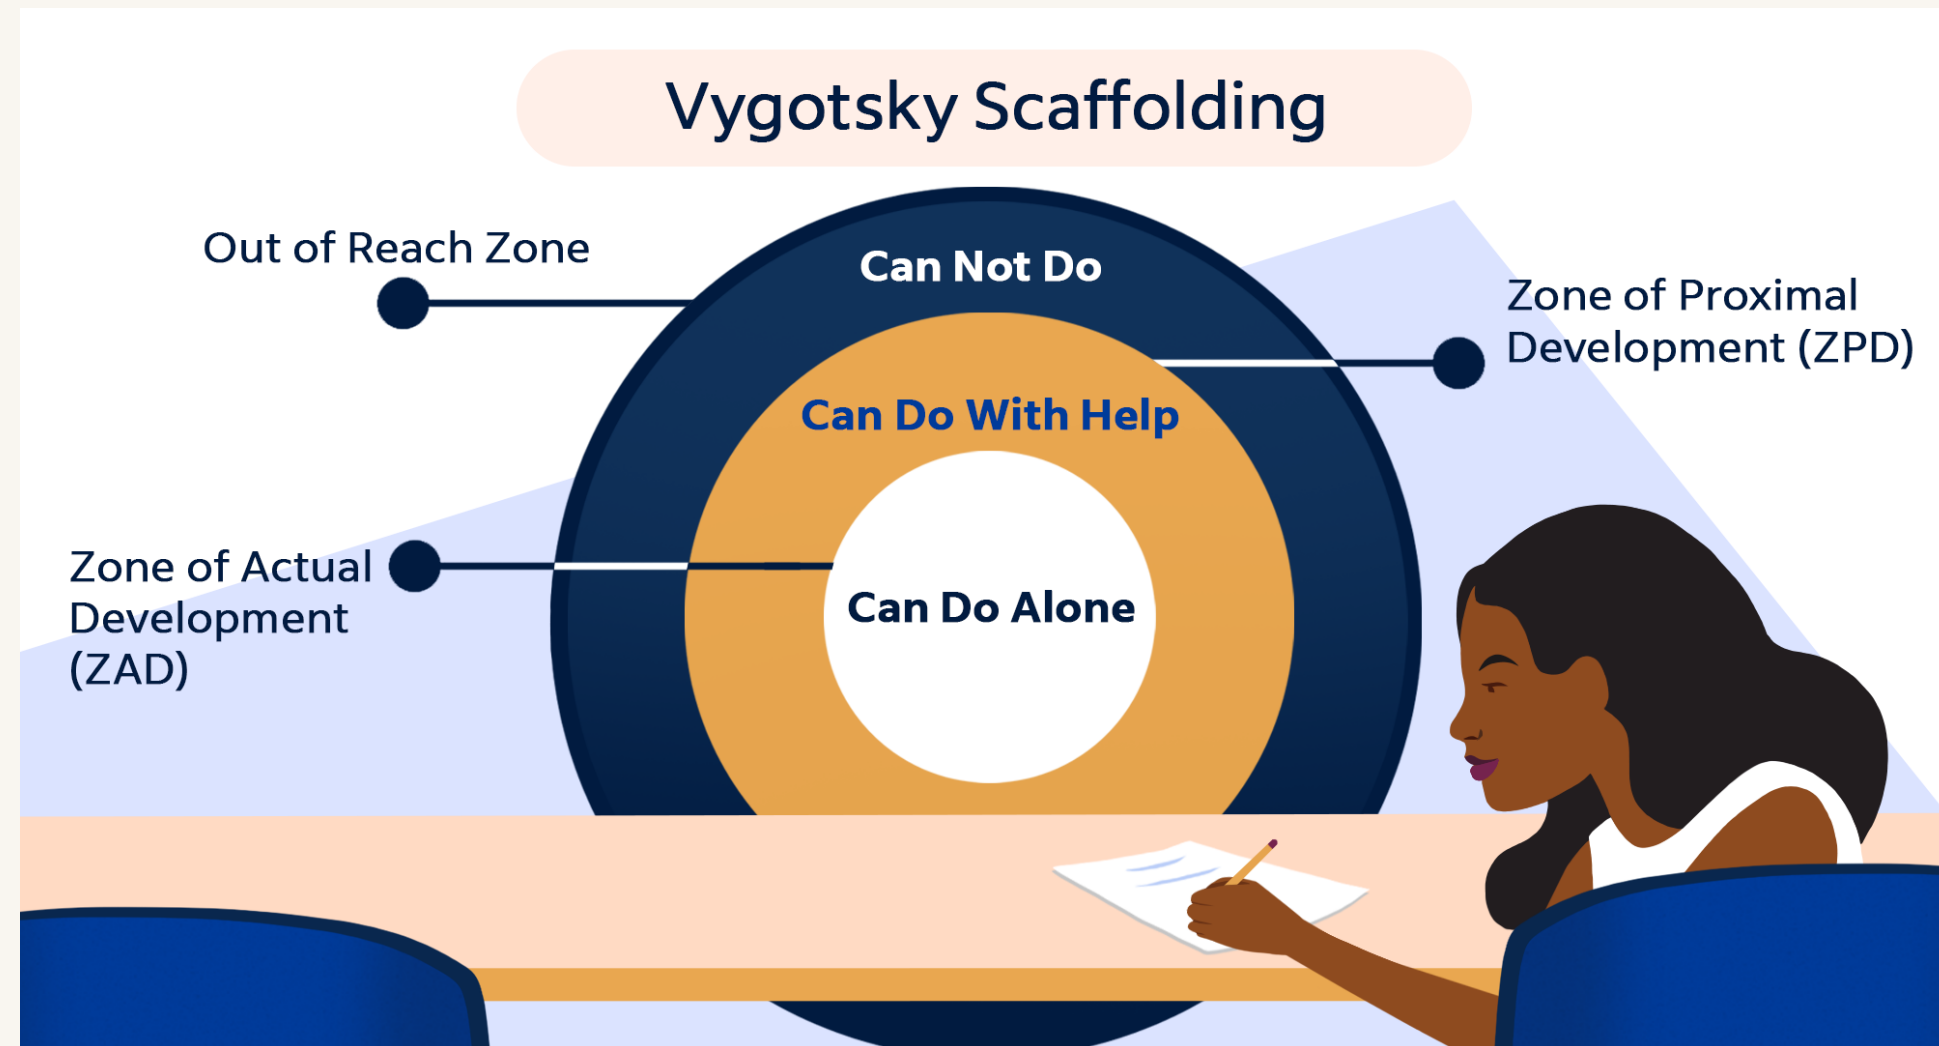 Vygotsky Scaffolding
Out of Reach Zone
Can Not Do
Zone of Proximal
Development (ZPD)
Can Do With Help
Zone of Actual
Development
(ZAD)
Can Do Alone